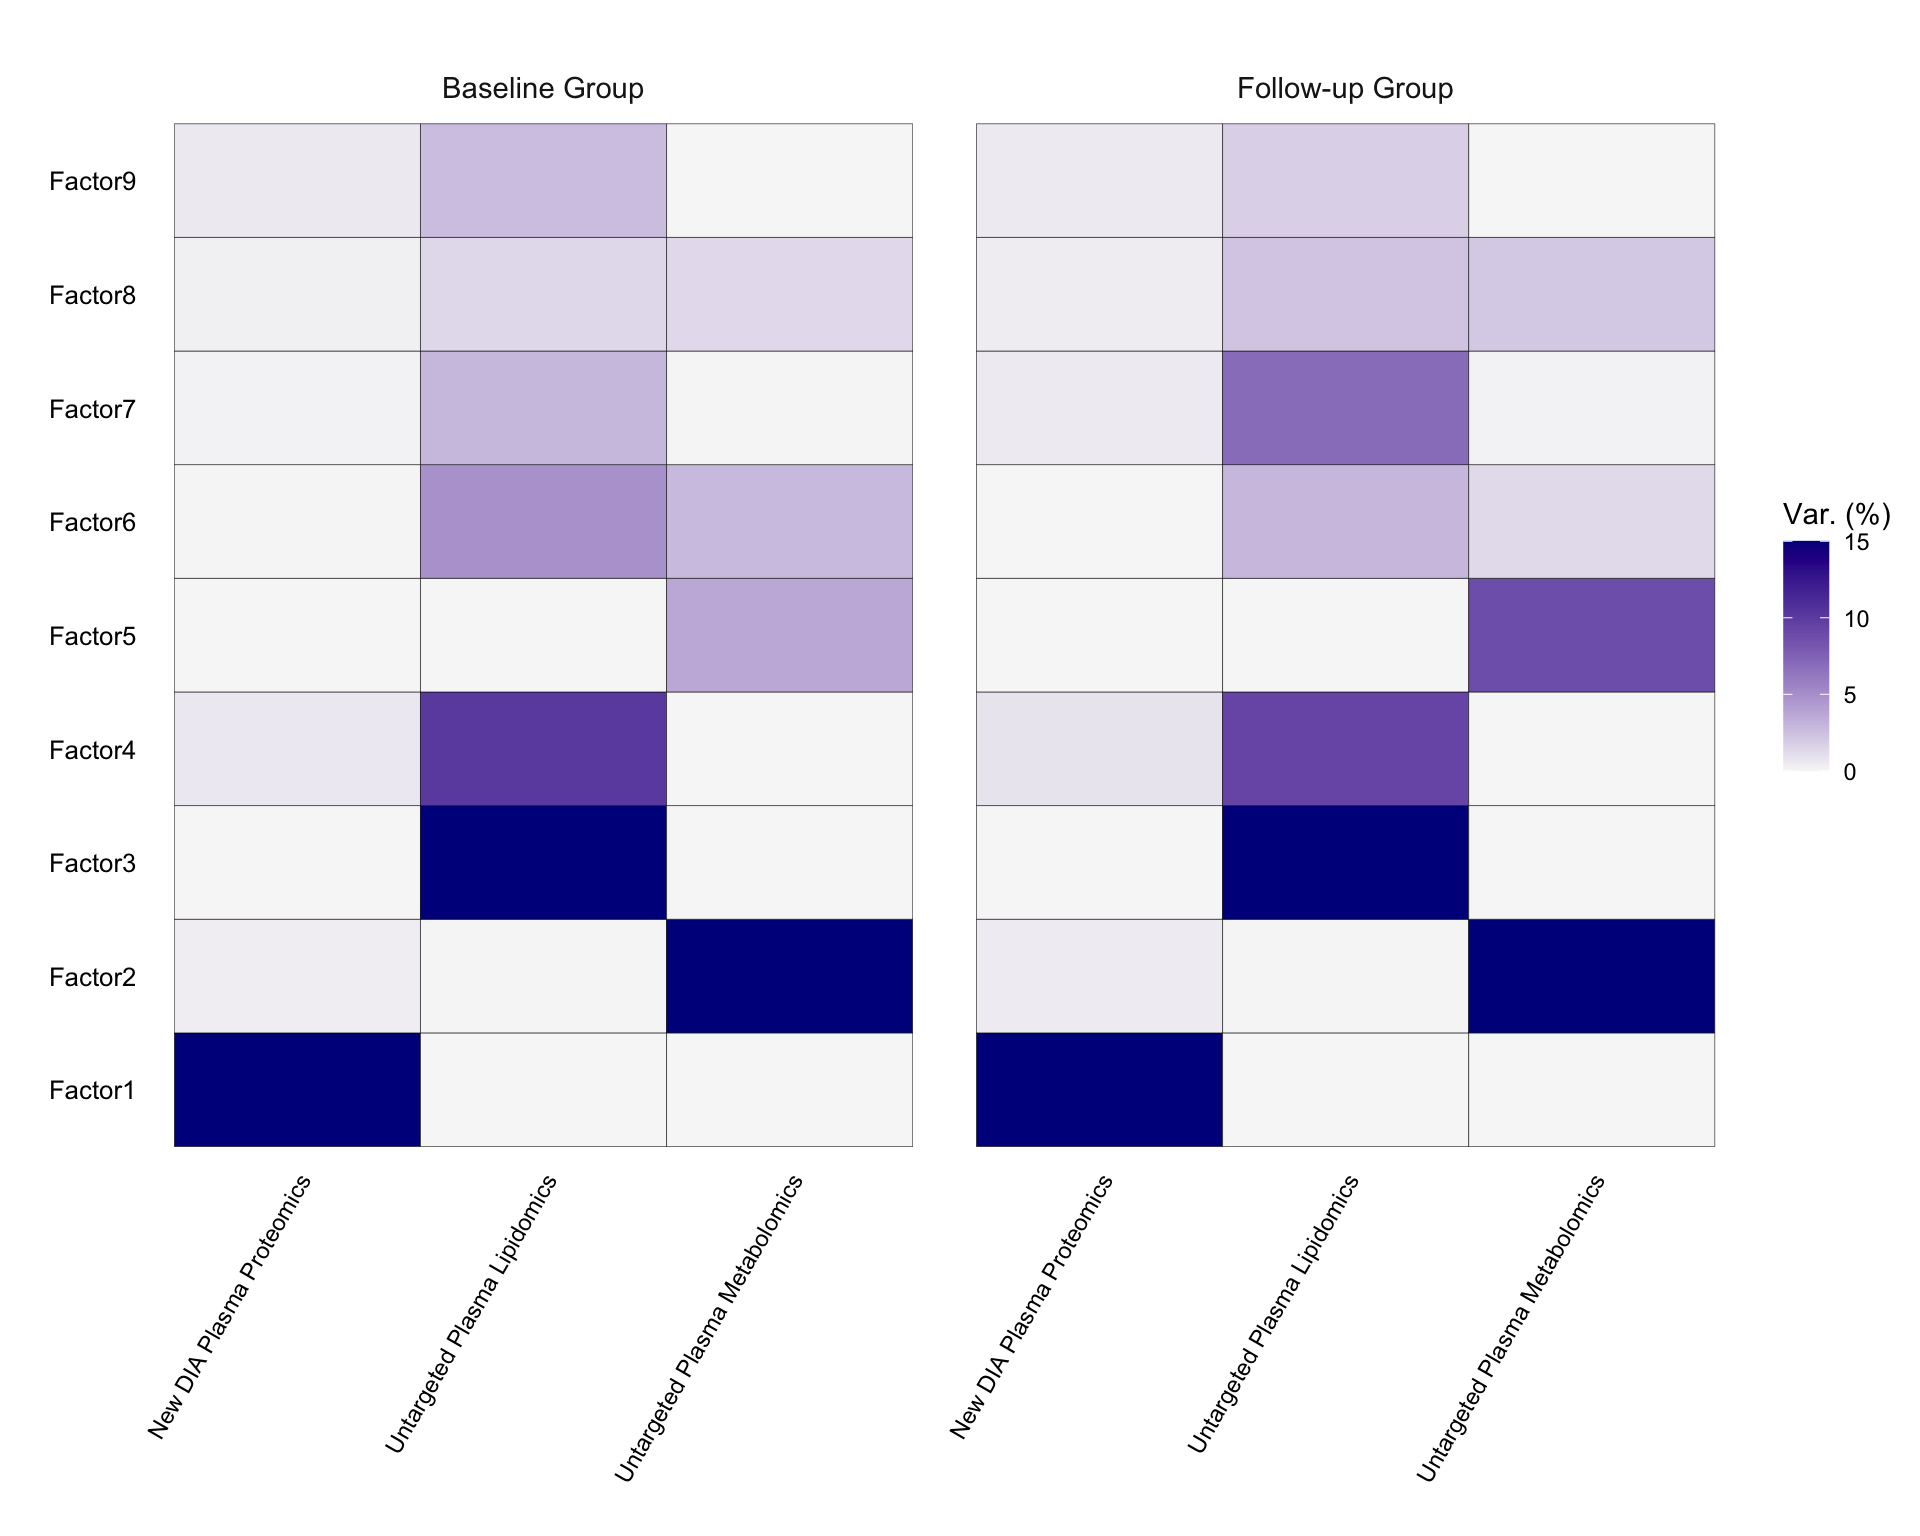 Baseline Group
Follow-up Group
Factor9
Factor8
Factor7
Factor6
Factor5
Factor4
Factor3
Factor2
Factor1
Var. (%)
15
10
5
0
New DIA Plasma Proteomics
Untargeted Plasma Lipidomics
Untargeted Plasma Metabolomics
New DIA Plasma Proteomics
Untargeted Plasma Lipidomics
Untargeted Plasma Metabolomics